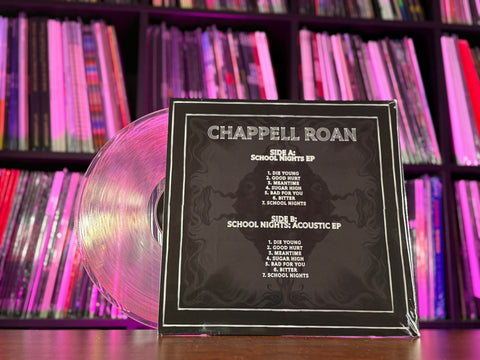 CHAPPELL ROAN
SIDE A:
SCHOOL NIGHTS EP
1. DIE YOUNG
2. GOOD HURT
3. MEANTIME
4. SUGAR HIGH
5. BAD FOR YOU
6. BITTER
7. SCHOOL NIGHTS
SIDE B:
SCHOOL NIGHTS: ACOUSTIC EP
1. DIE YOUNG
2. GOOD HURT
3. MEANTIME
4. SUGAR HIGH
5. BAD FOR YOU
6. BITTER
7. SCHOOL NIGHTS